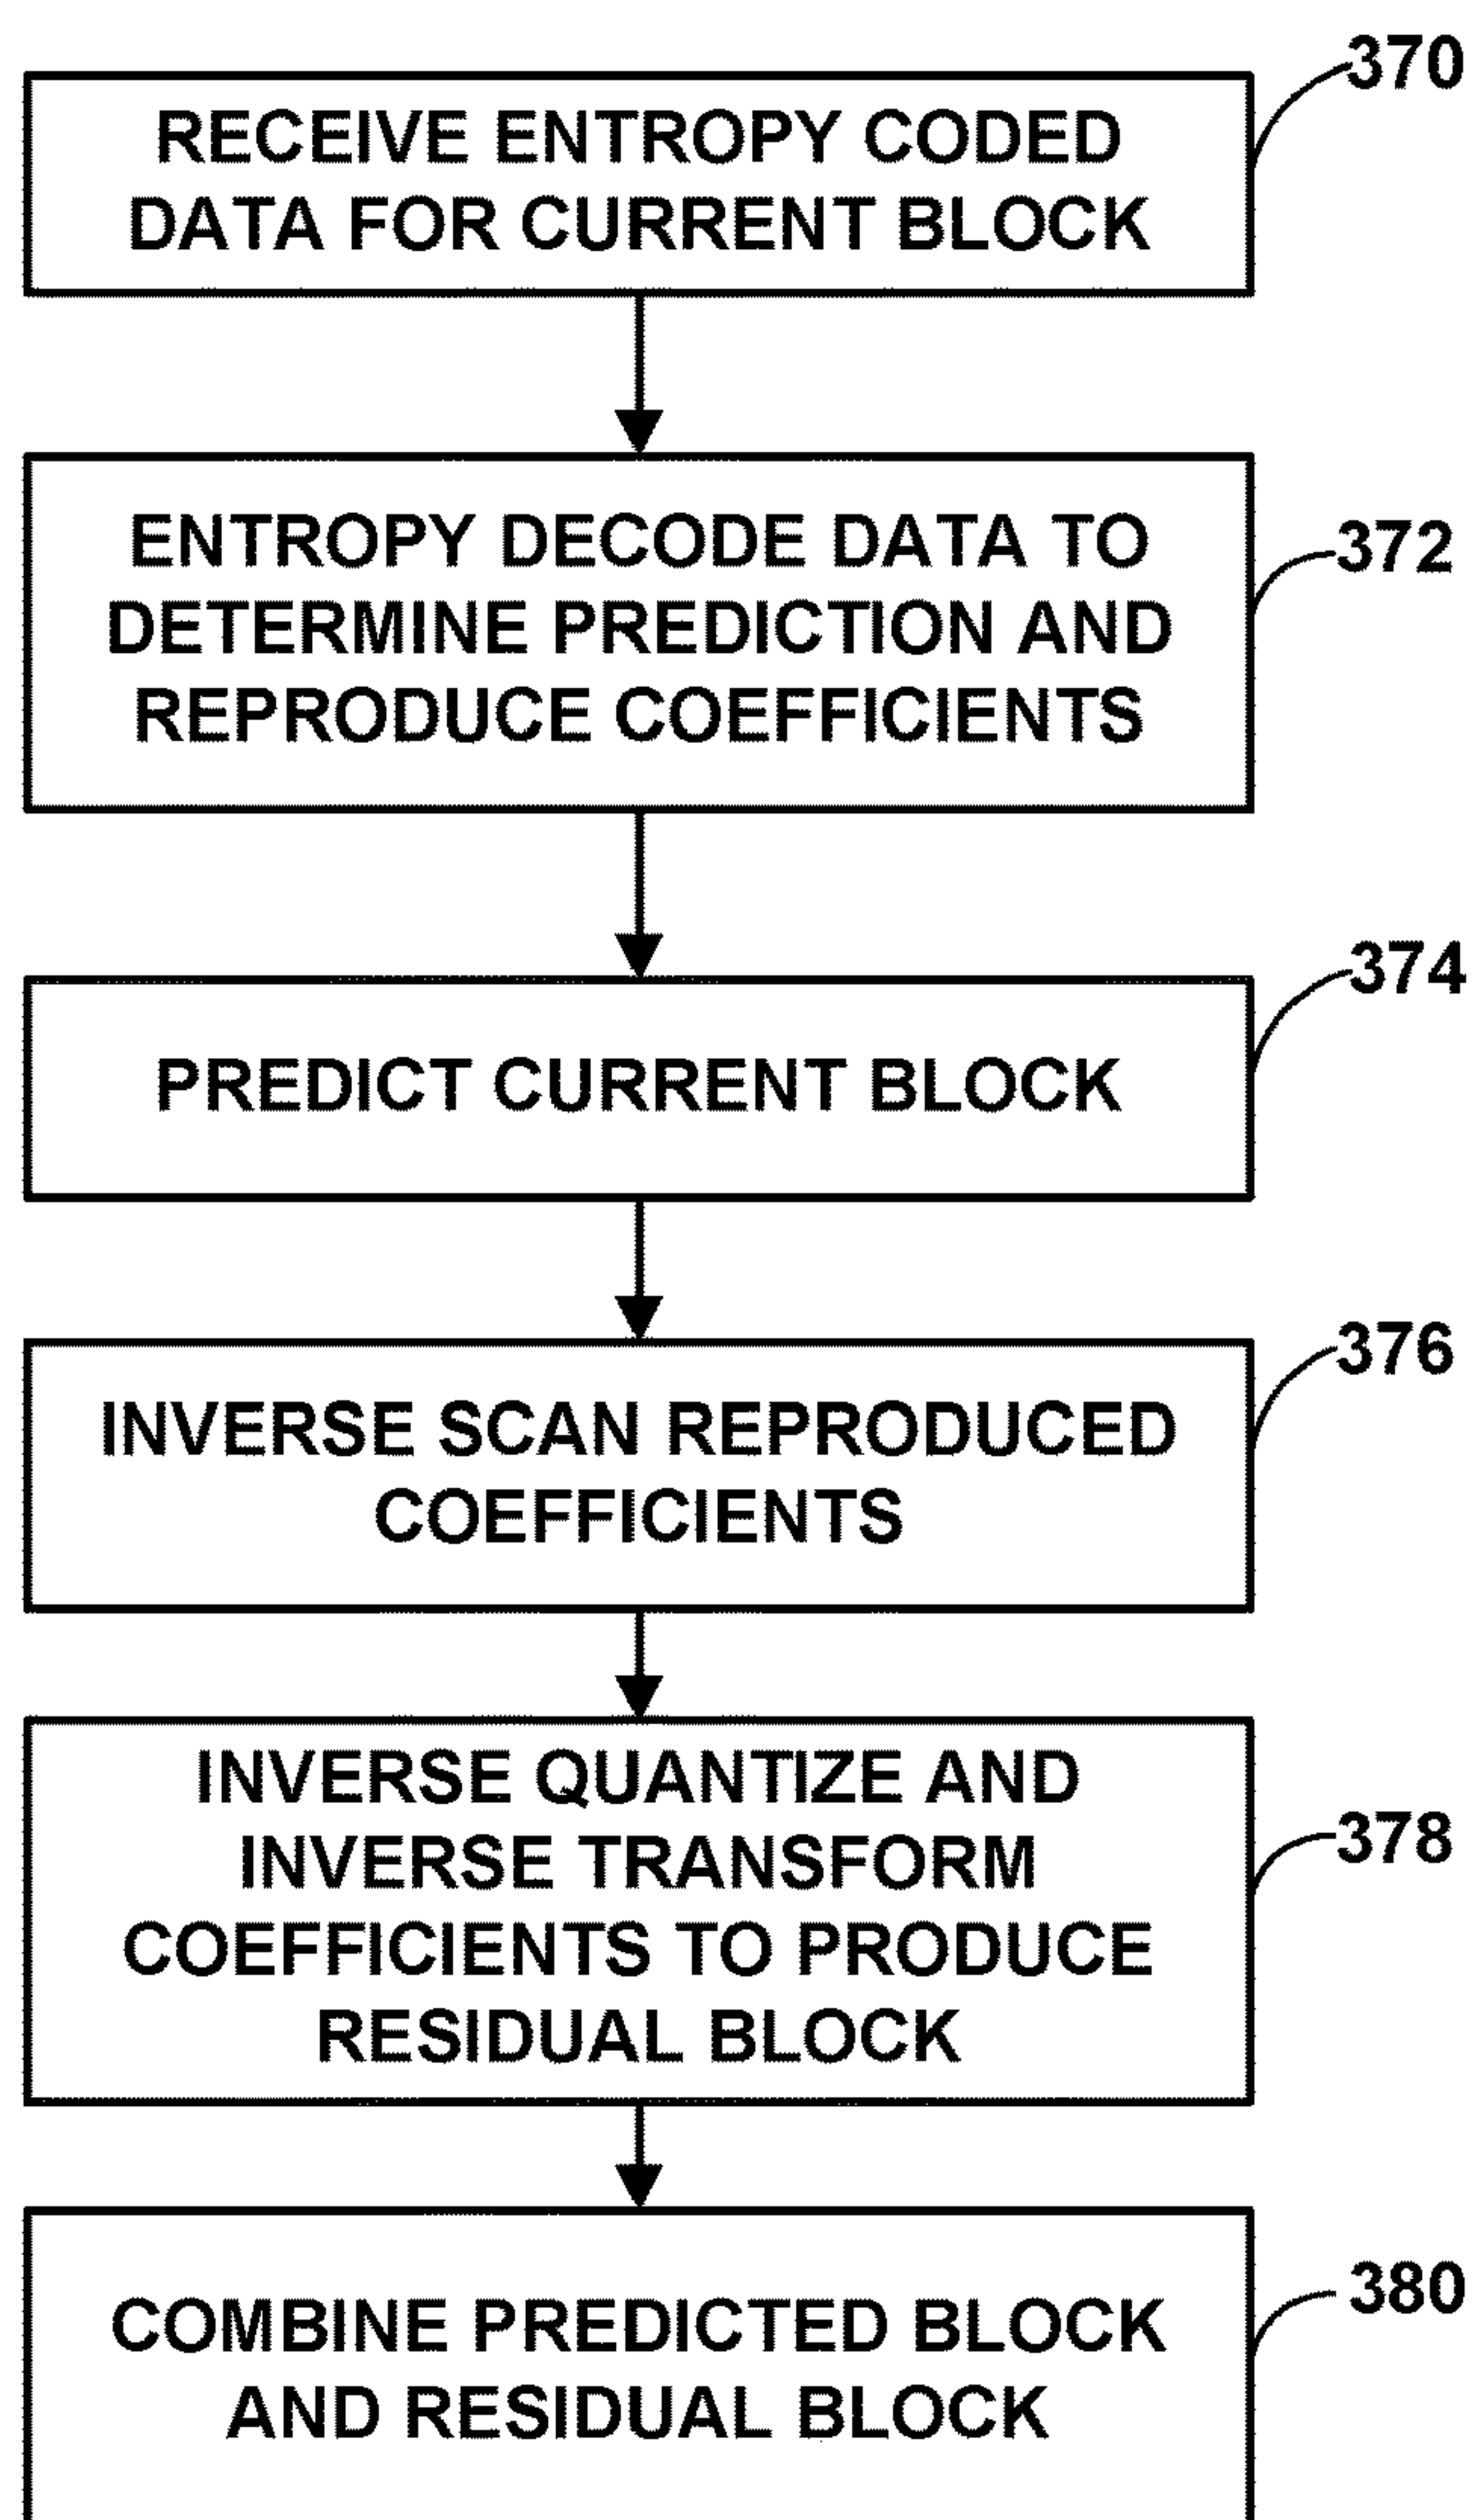 370
RECEIVE ENTROPY CODED
DATA FOR CURRENT BLOCK
372
ENTROPY DECODE DATA TO
DETERMINE PREDICTION AND
REPRODUCE COEFFICIENTS
374
PREDICT CURRENT BLOCK
376
INVERSE SCAN REPRODUCED
COEFFICIENTS
378
INVERSE QUANTIZE AND
INVERSE TRANSFORM
COEFFICIENTS TO PRODUCE
RESIDUAL BLOCK
380
COMBINE PREDICTED BLOCK
AND RESIDUAL BLOCK